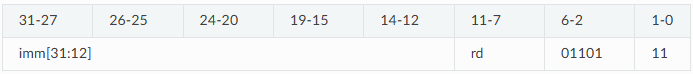 31-27 26-25 24-20 19-15 14-12 11-7 6-2 1-0
imm[31:12] rd 01101 11